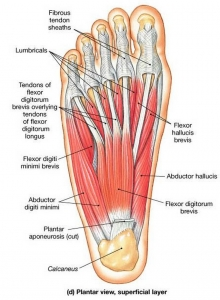 Fibrous
tendon
sheaths
Lumbricals
Tendons of
flexor
digitorum
brevis overlying
tendons
of flexor
digitorum
longus
Flexor digiti
minimi brevis
Abductor
digiti minimi
Plantar
aponeurosis (cut)
Calcaneus
Flexor
hallucis
brevis
Abductor hallucis
Flexor digitorum
brevis
(d) Plantar view, superficial layer